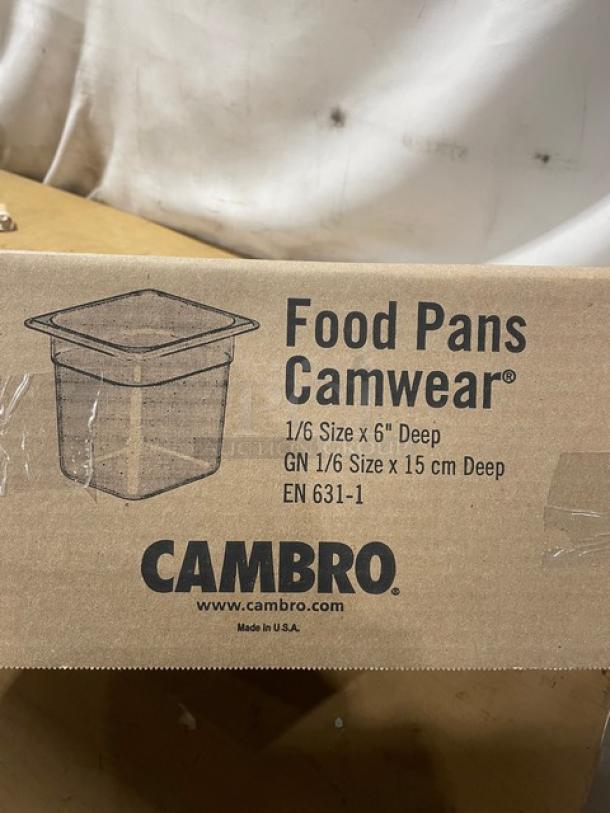 Food Pans
Camwear®
1/6 Size x 6" Deep
GN 1/6 Size x 15 cm Deep
EN 631-1
CAMBRO®
www.cambro.com
Made in U.S.A.